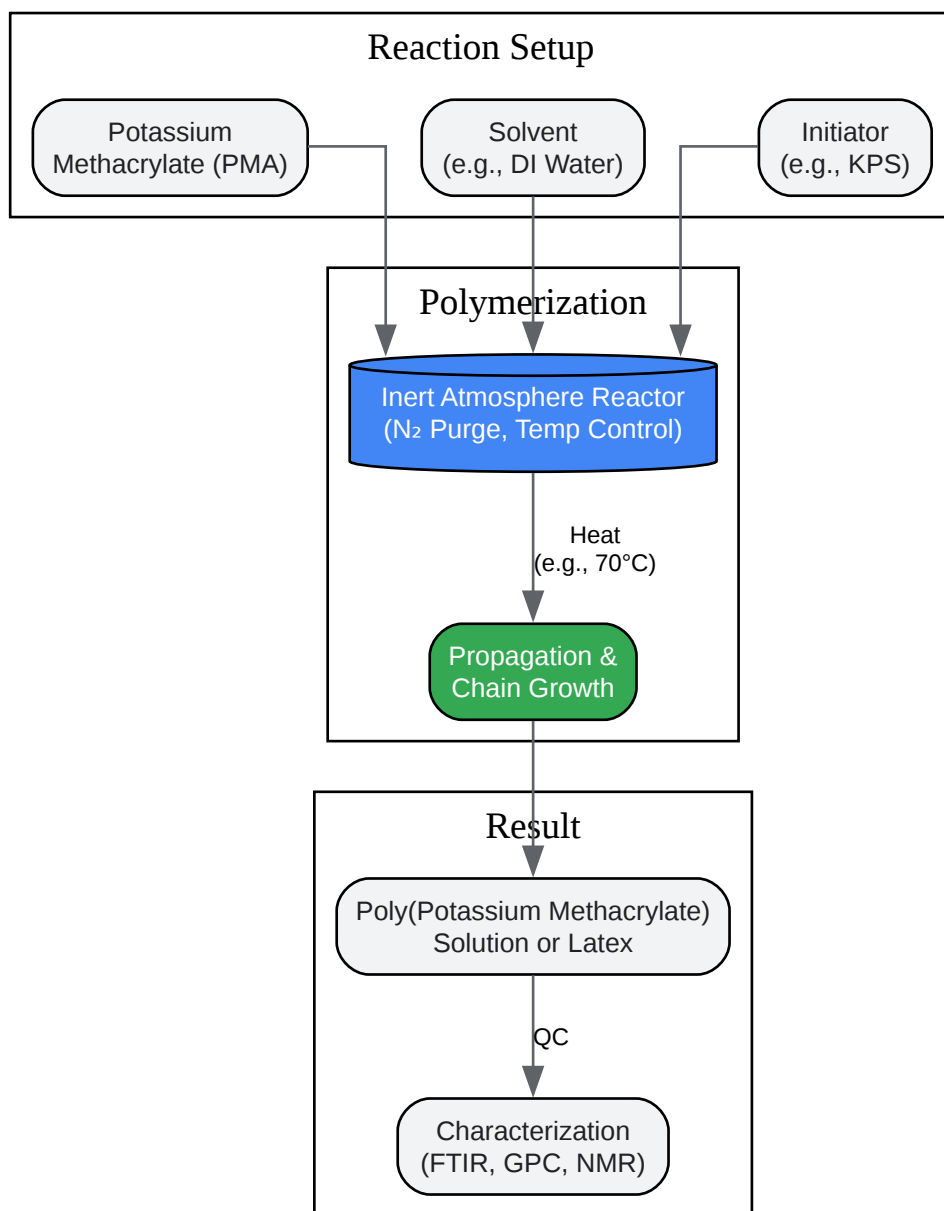 Reaction Setup
Potassium
Methacrylate (PMA)
Solvent
(e.g., DI Water)
Initiator
(e.g., KPS)
Polymerization
Inert Atmosphere Reactor
(N₂ Purge, Temp Control)
Heat
(e.g., 70°C)
Propagation &
Chain Growth
Result
Poly(Potassium Methacrylate)
Solution or Latex
QC
Characterization
(FTIR, GPC, NMR)